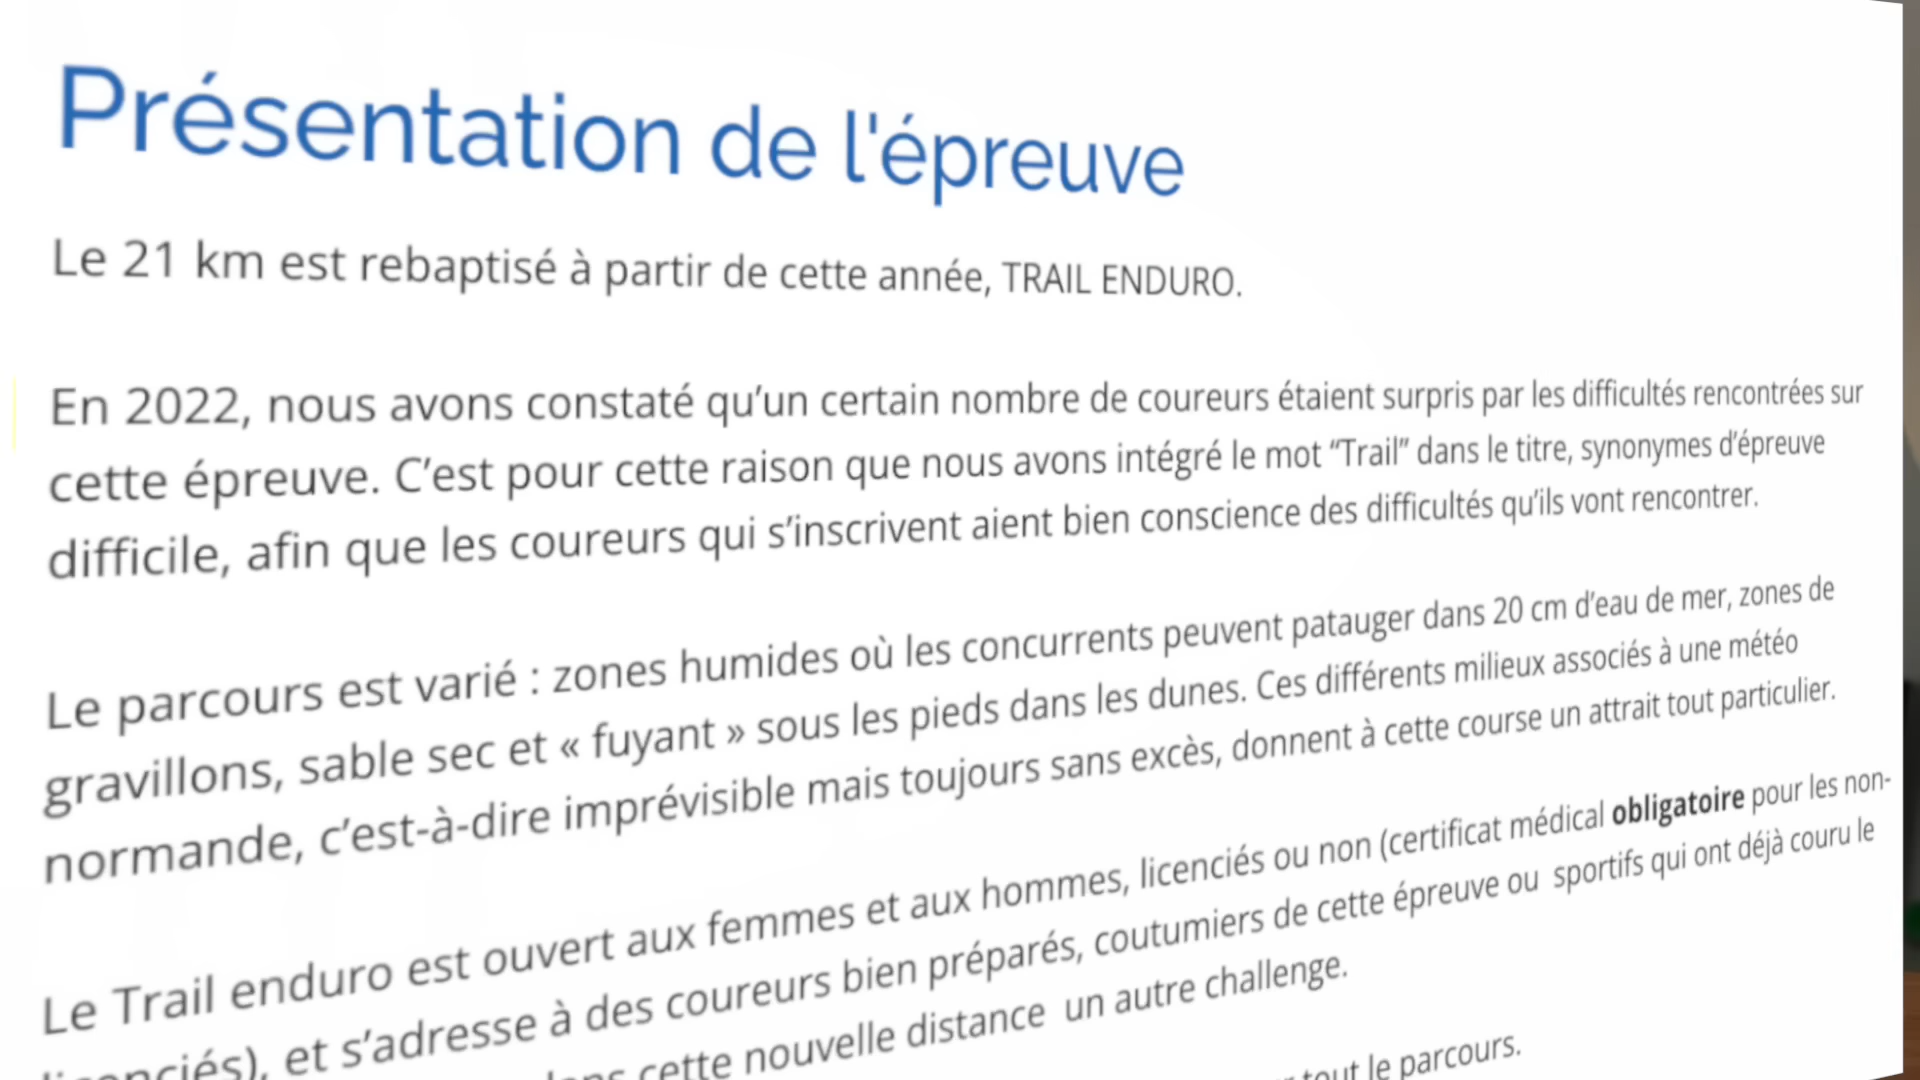 Présentation de l'épreuve
Le 21 km est rebaptisé à partir de cette année, TRAIL ENDURO.
En 2022, nous avons constaté qu’un certain nombre de coureurs étaient surpris par les difficultés rencontrées sur
cette épreuve. C’est pour cette raison que nous avons intégré le mot “Trail” dans le titre, synonymes d’épreuve
difficile, afin que les coureurs qui s’inscrivent aient bien conscience des difficultés qu’ils vont rencontrer.
Le parcours est varié : zones humides où les concurrents peuvent patauger dans 20 cm d’eau de mer, zones de
gravillons, sable sec et « fuyant » sous les pieds dans les dunes. Ces différents milieux associés à une météo
normande, c’est-à-dire imprévisible mais toujours sans excès, donnent à cette course un attrait tout particulier.
Le Trail enduro est ouvert aux femmes et aux hommes, licenciés ou non (certificat médical obligatoire pour les non-
licenciés), et s’adresse à des coureurs bien préparés, coutumiers de cette épreuve ou sportifs qui ont déjà couru le
dans cette nouvelle distance un autre challenge.
tout le parcours.